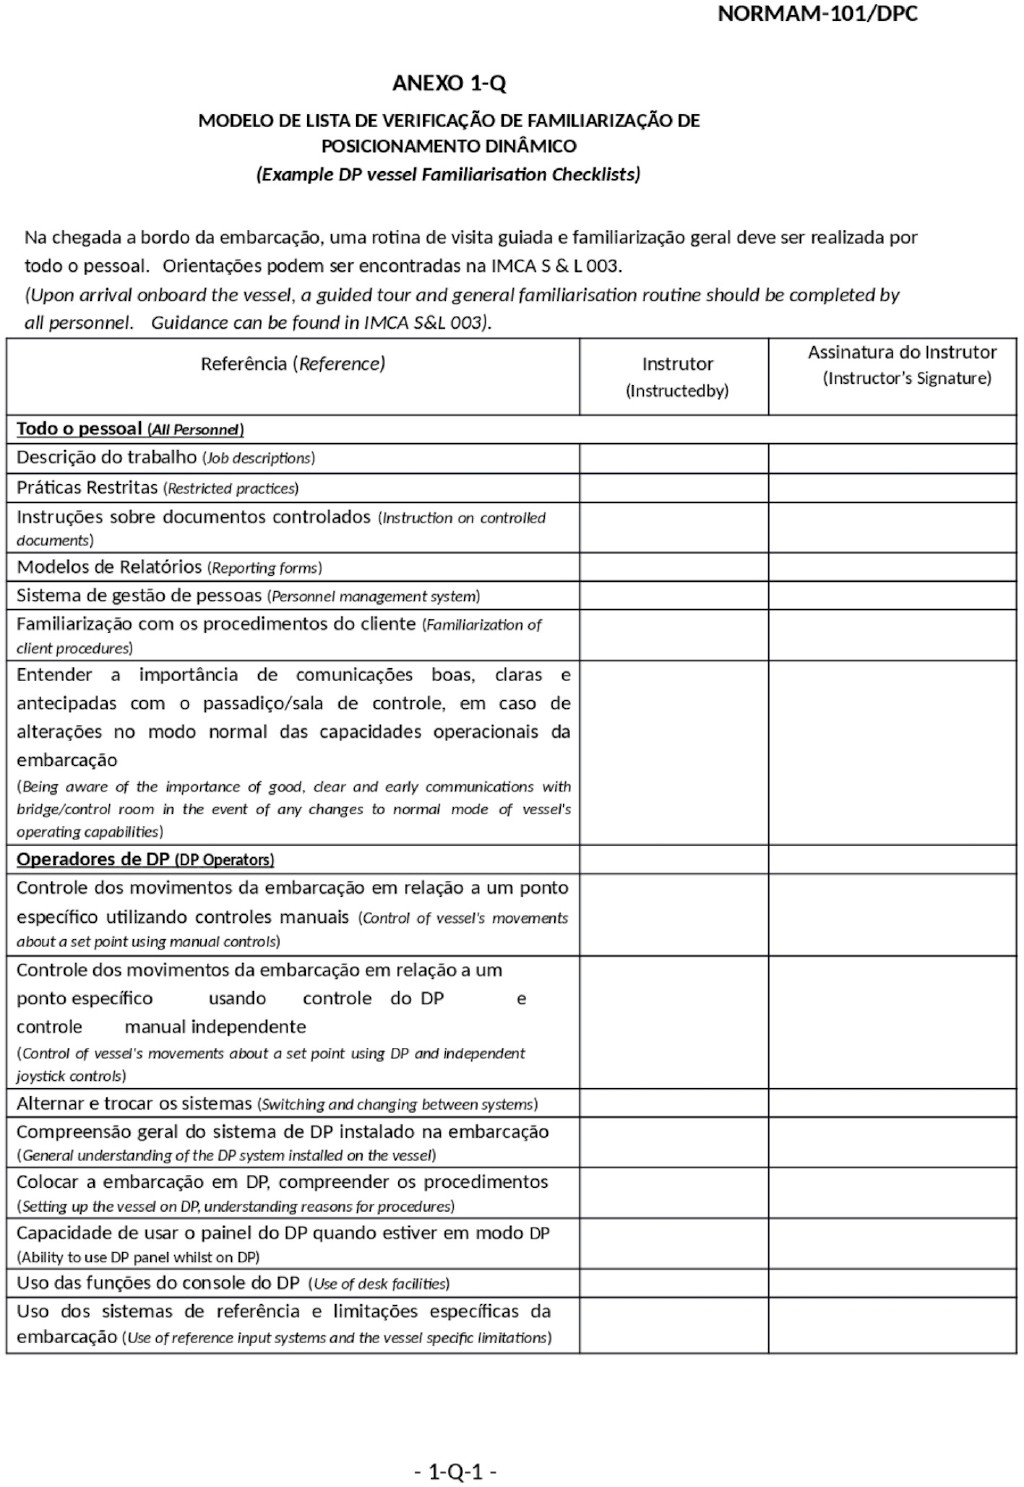 NORMAM-101/DPC
ANEXO 1-Q
MODELO DE LISTA DE VERIFICAÇÃO DE FAMILIARIZAÇÃO DE
POSICIONAMENTO DINÂMICO
(Example DP vessel Familiarisation Checklists)
Na chegada a bordo da embarcação, uma rotina de visita guiada e familiarização geral deve ser realizada por
todo o pessoal. Orientações podem ser encontradas na IMCA S & L 003.
(Upon arrival onboard the vessel, a guided tour and general familiarisation routine should be completed by
all personnel. Guidance can be found in IMCA S&L 003).
Referência (Reference)
Instrutor
(Instructedby)
Assinatura do Instrutor
(Instructor's Signature)
Todo o pessoal (All Personnel)
Descrição do trabalho (Job descriptions)
Práticas Restritas (Restricted practices)
Instruções sobre documentos controlados (Instruction on controlled
documents)
Modelos de Relatórios (Reporting forms)
Sistema de gestão de pessoas (Personnel management system)
Familiarização com os procedimentos do cliente (Familiarization of
client procedures)
Entender a importância de comunicações boas, claras e
antecipadas com o passadiço/sala de controle, em caso de
alterações no modo normal das capacidades operacionais da
embarcação
(Being aware of the importance of good, clear and early communications with
bridge/control room in the event of any changes to normal mode of vessel's
operating capabilities)
Operadores de DP (DP Operators)
Controle dos movimentos da embarcação em relação a um ponto
específico utilizando controles manuais (Control of vessel's movements
about a set point using manual controls)
Controle dos movimentos da embarcação em relação a um
ponto específico usando controle do DP e
controle manual independente
(Control of vessel's movements about a set point using DP and independent
joystick controls)
Alternar e trocar os sistemas (Switching and changing between systems)
Compreensão geral do sistema de DP instalado na embarcação
(General understanding of the DP system installed on the vessel)
Colocar a embarcação em DP, compreender os procedimentos
(Setting up the vessel on DP, understanding reasons for procedures)
Capacidade de usar o painel do DP quando estiver em modo DP
(Ability to use DP panel whilst on DP)
Uso das funções do console do DP (Use of desk facilities)
Uso dos sistemas de referência e limitações específicas da
embarcação (Use of reference input systems and the vessel specific limitations)
- 1-Q-1 -